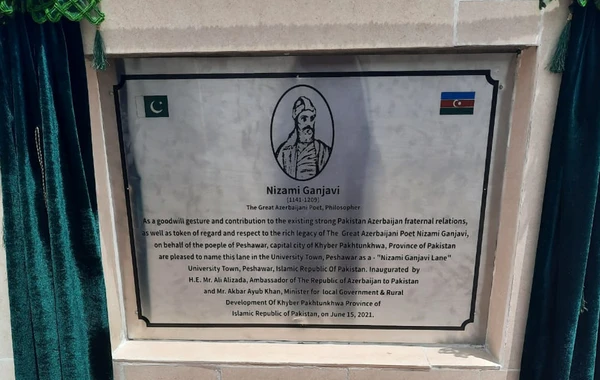 Nizami Ganjavi
(1141-1209)
The Great Azerbaijani Poet, Philosopher
As a goodwill gesture and contribution to the existing strong Pakistan Azerbaijan fraternal relations,
as well as token of regard and respect to the rich legacy of The Great Azerbaijani Poet Nizami Ganjavi,
on behalf of the poeple of Peshawar, capital city of Khyber Pakhtunkhwa, Province of Pakistan
are pleased to name this lane in the University Town, Peshawar as a - "Nizami Ganjavi Lane"
University Town, Peshawar, Islamic Republic Of Pakistan. Inaugurated by
H.E. Mr. Ali Alizada, Ambassador of The Republic of Azerbaijan to Pakistan
and Mr. Akbar Ayub Khan, Minister for local Government & Rural
Development Of Khyber Pakhtunkhwa Province of
Islamic Republic of Pakistan, on June 15, 2021.